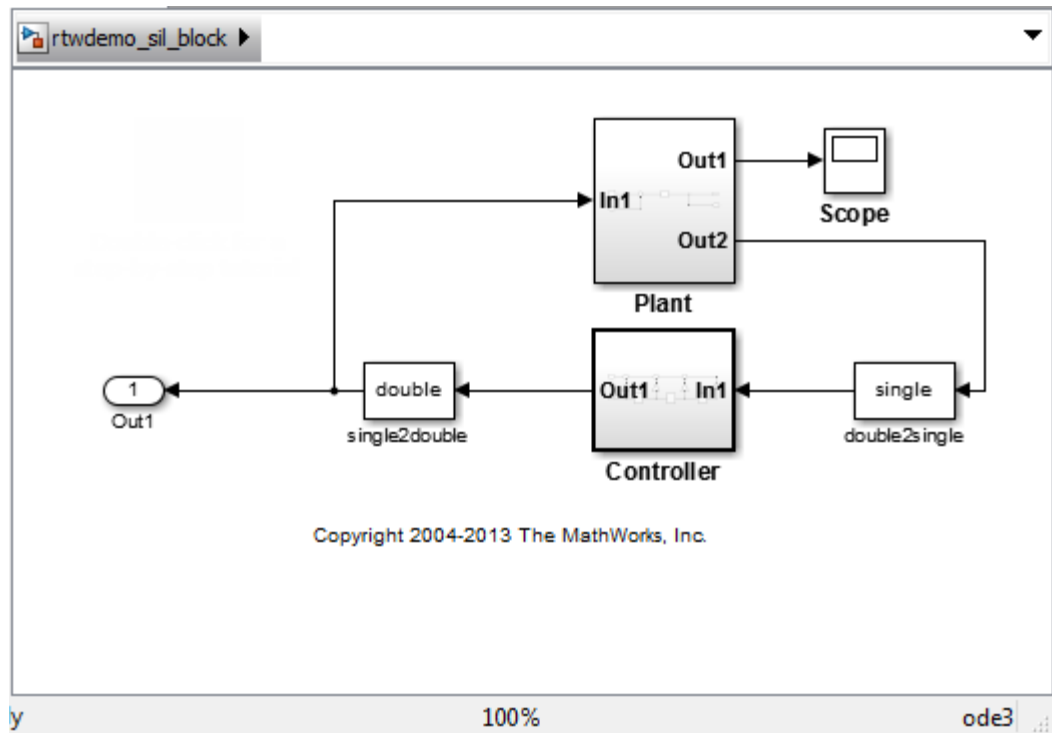 rtwdemo_sil_block
Out1
In1
Out2
Scope
Plant
1
Out1
double
single2double
Out1 In1
Controller
single
double2single
Copyright 2004-2013 The MathWorks, Inc.
y 100% ode3